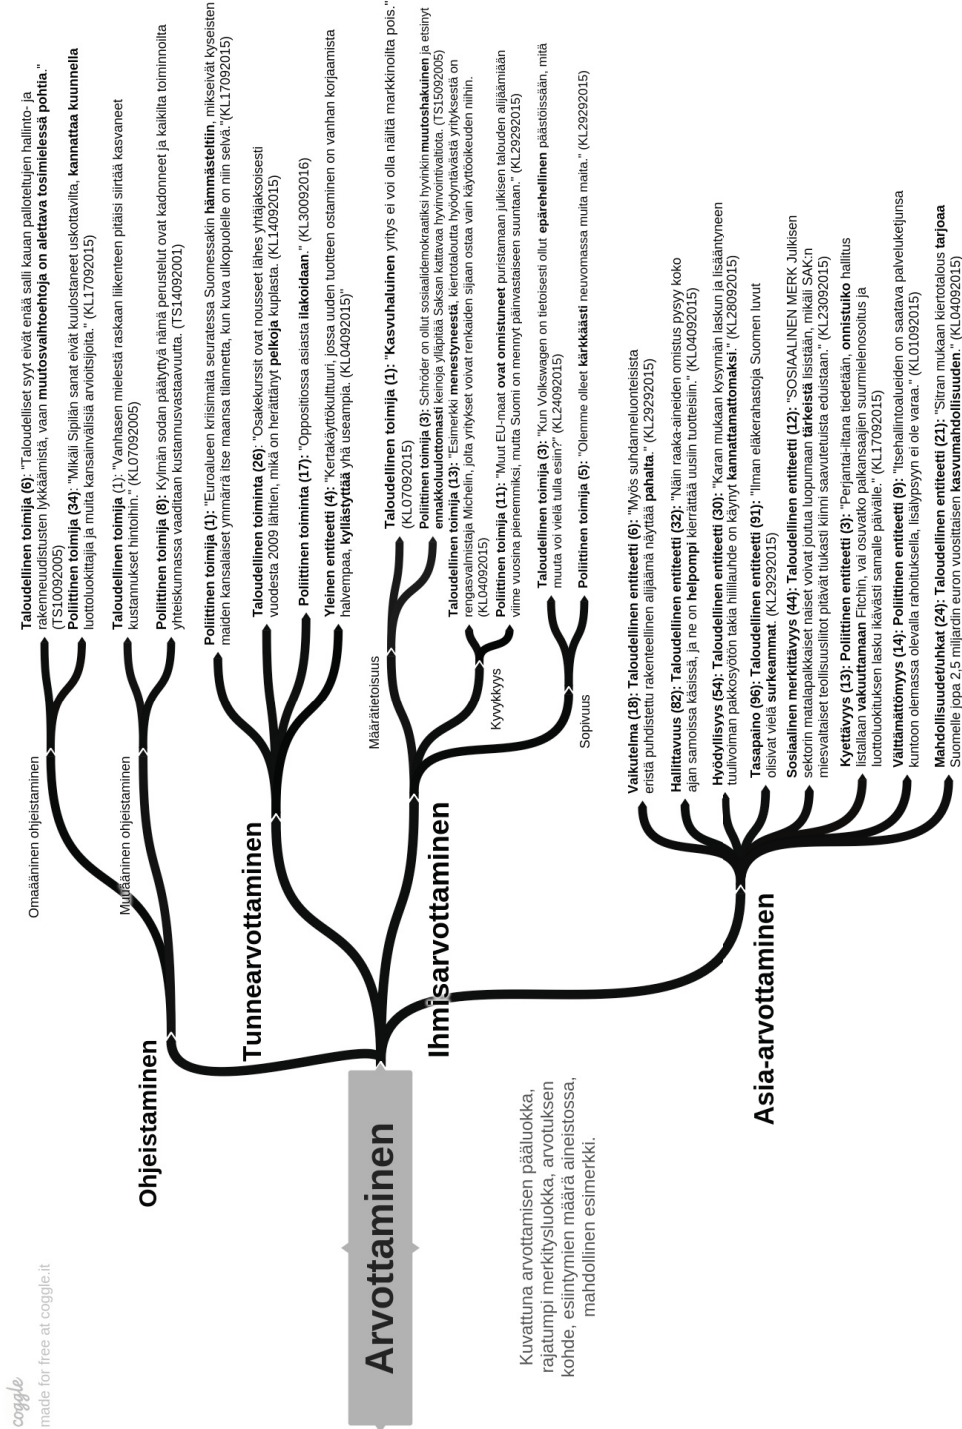 coggle
made for free at coggle.it
Arvottaminen
Kuvattuna arvottamisen pääluokka,
rajatumpi merkitysluokka, arvotuksen
kohde, esiintymien määrä aineistossa,
mahdollinen esimerkki.
Ohjeistaminen
Omaääninen ohjeistaminen
Taloudellinen toimija (6): "Taloudelliset syyt eivät enää salli kauan palloteltujen hallinto- ja
rakenneuudistusten lykkäämistä, vaan muutosvaihtoehtoja on alettava tosimielessä pohtia."
(TS10092005)
Poliittinen toimija (34): "Mikäli Sipilän sanat eivät kuulostaneet uskottavilta, kannattaa kuunnella
luottoluokittajia ja muita kansainvälisiä arvioitsijoita." (KL17092015)
Muuääninen ohjeistaminen
Taloudellinen toimija (1): "Vanhasen mielestä raskaan liikenteen pitäisi siirtää kasvaneet
kustannukset hintoihin." (KL07092005)
Poliittinen toimija (8): Kylmän sodan päätyttyä nämä perustelut ovat kadonneet ja kaikilta toiminnoilta
yhteiskunnassa vaaditaan kustannusvastaavuutta. (TS14092001)
Tunnearvottaminen
Poliittinen toimija (1): "Euroalueen kriisimaita seuratessa Suomessakin hämmästeltiin, mikseivät kyseisten
maiden kansalaiset ymmärrä itse maansa tilannetta, kun kuva ulkopuolelle on niin selvä."(KL17092015)
Taloudellinen toiminta (26): "Osakekurssit ovat nousseet lähes yhtäjaksoisesti
vuodesta 2009 lähtien, mikä on herättänyt pelkoja kuplasta. (KL14092015)
Poliittinen toiminta (17): "Oppositiossa asiasta ilakoidaan." (KL30092016)
Yleinen entiteetti (4): "Kertakäyttökulttuuri, jossa uuden tuotteen ostaminen on vanhan korjaamista
halvempaa, kyllästyttää yhä useampia. (KL04092015)"
Ihmisarvottaminen
Määrätietoisuus
Taloudellinen toimija (1): "Kasvuhaluinen yritys ei voi olla näiltä markkinoilta pois."
(KL07092015)
Poliittinen toimija (3): Schröder on ollut sosiaalidemokraatiksi hyvinkin muutoshakuinen ja etsinyt
ennakkoluulottomasti keinoja ylläpitää Saksan kattavaa hyvinvointivaltiota. (TS15092005)
Kyvykkyys
Taloudellinen toimija (13): "Esimerkki menestyneestä, kiertotaloutta hyödyntävästä yrityksestä on
rengasvalmistaja Michelin, jolta yritykset voivat renkaiden sijaan ostaa vain käyttöoikeuden niihin.
(KL04092015)
Poliittinen toimija (11): "Muut EU-maat ovat onnistuneet puristamaan julkisen talouden alijäämiään
viime vuosina pienemmiksi, mutta Suomi on mennyt päinvastaiseen suuntaan." (KL29292015)
Sopivuus
Taloudellinen toimija (3): "Kun Volkswagen on tietoisesti ollut epärehellinen päästöissään, mitä
muuta voi vielä tulla esiin?" (KL24092015)
Poliittinen toimija (5): "Olemme olleet kärkkäästi neuvomassa muita maita." (KL29292015)
Asia-arvottaminen
Vaikutelma (18): Taloudellinen entiteetti (6): "Myös suhdanneluonteisista
eristä puhdistettu rakenteellinen alijäämä näyttää pahalta." (KL29292015)
Hallittavuus (82): Taloudellinen entiteetti (32): "Näin raaka-aineiden omistus pysyy koko
ajan samoissa käsissä, ja ne on helpompi kierrättää uusiin tuotteisiin." (KL04092015)
Hyödyllisyys (54): Taloudellinen entiteetti (30): "Karan mukaan kysynnän laskun ja lisääntyneen
tuulivoiman pakkosyötön takia hiililauhde on käynyt kannattamattomaksi." (KL28092015)
Tasapaino (96): Taloudellinen entiteetti (91): "Ilman eläkerahastoja Suomen luvut
olisivat vielä surkeammat. (KL29292015)
Sosiaalinen merkittävyys (44): Taloudellinen entiteetti (12): "SOSIAALINEN MERK Julkisen
sektorin matalapalkkaiset naiset voivat joutua luopumaan tärkeistä lisistään, mikäli SAK:n
miesvaltaiset teollisuusliitot pitävät tiukasti kiinni saavutetuista eduistaan." (KL23092015)
Kyettävyys (13): Poliittinen entiteetti (3): "Perjantai-iltana tiedetään, onnistuiko hallitus
listallaan vakuuttamaan Fitchin, vai osuvatko palkansaajien suurmielenosoitus ja
luottoluokituksen lasku ikävästi samalle päivälle." (KL17092015)
Välttämättömyys (14): Poliittinen entiteetti (9): "Itsehallintoalueiden on saatava palveluketjunsa
kuntoon olemassa olevalla rahoituksella, lisälypsyyn ei ole varaa." (KL01092015)
Mahdollisuudet/uhkat (24): Taloudellinen entiteetti (21): "Sitran mukaan kiertotalous tarjoaa
Suomelle jopa 2,5 miljardin euron vuosittaisen kasvumahdollisuuden." (KL04092015)